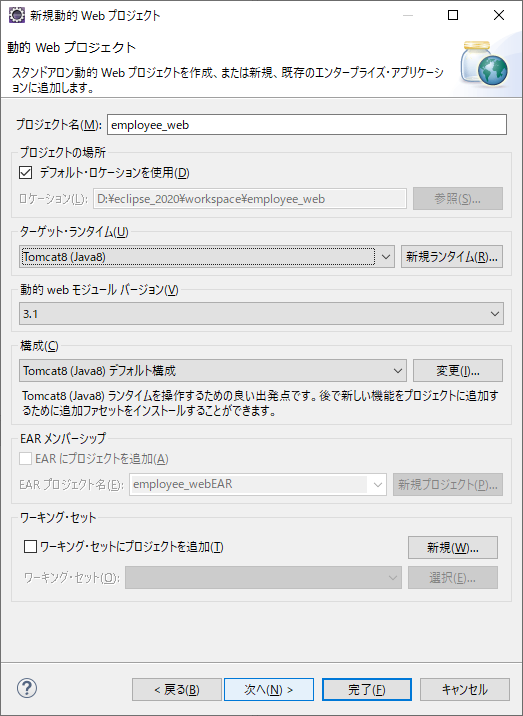 新規動的 Web プロジェクト
動的 Web プロジェクト
スタンドアロン動的 Web プロジェクトを作成、または新規、既存のエンタープライズ・アプリケーシ
ョンに追加します。
プロジェクト名(M): employee_web
プロジェクトの場所
デフォルト・ロケーションを使用(D)
ロケーション(L): D:¥eclipse_2020¥workspace¥employee_web 参照(S)...
ターゲット・ランタイム(U)
Tomcat8 (Java8) 新規ランタイム(R)...
動的 web モジュール バージョン(V)
3.1
構成(C)
Tomcat8 (Java8) デフォルト構成 変更(I)...
Tomcat8 (Java8) ランタイムを操作するための良い出発点です。後で新しい機能をプロジェクトに追加す
るために追加ファセットをインストールすることができます。
EAR メンバーシップ
EAR にプロジェクトを追加(A)
EAR プロジェクト名(E): employee_webEAR 新規プロジェクト(P)...
ワーキング・セット
ワーキング・セットにプロジェクトを追加(T) 新規(W)...
ワーキング・セット(O): 選択(E)...
? < 戻る(B) 次へ(N) > 完了(F) キャンセル